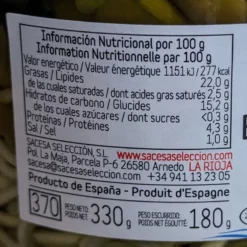 Información Nutricional por 100 g
Information Nutritionnelle par 100 g
Valor energético / Valeur énergétique 1151 kJ / 277 kcal
Grasas / Lipides 22,0 g
de las cuales saturadas / dont acides gras saturés 2,5 g
Hidratos de carbono / Glucides 15,2 g
de los cuales azúcares / dont sucres <0,3 g
Proteínas / Protéines 4,3 g
Sal / Sel 1,0 g
SACESA SELECCIÓN, S.L. www.sacesaseleccion.com
Pol. La Maja, Parcela P-6 26580 Arnedo LA RIOJA
sacesa@sacesaseleccion.com +34 941 13 23 05
Producto de España - Produit d'Espagne
370 PESO NETO: POIDS NET: 330 g PESO ESCURRIDO: POIDS NET ÉGOUTTÉ: 180 g